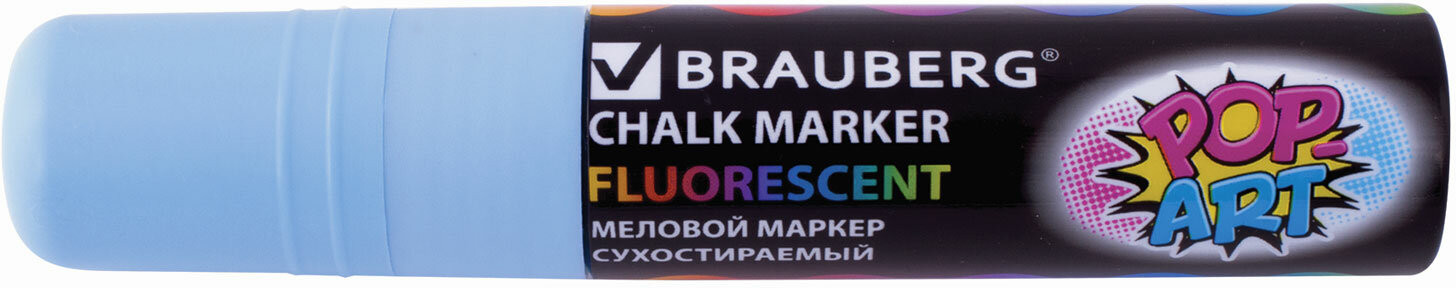 BRAUBERG®
CHALK MARKER
FLUORESCENT
МЕЛОВОЙ МАРКЕР
СУХОСТИРАЕМЫЙ
POP-
ART